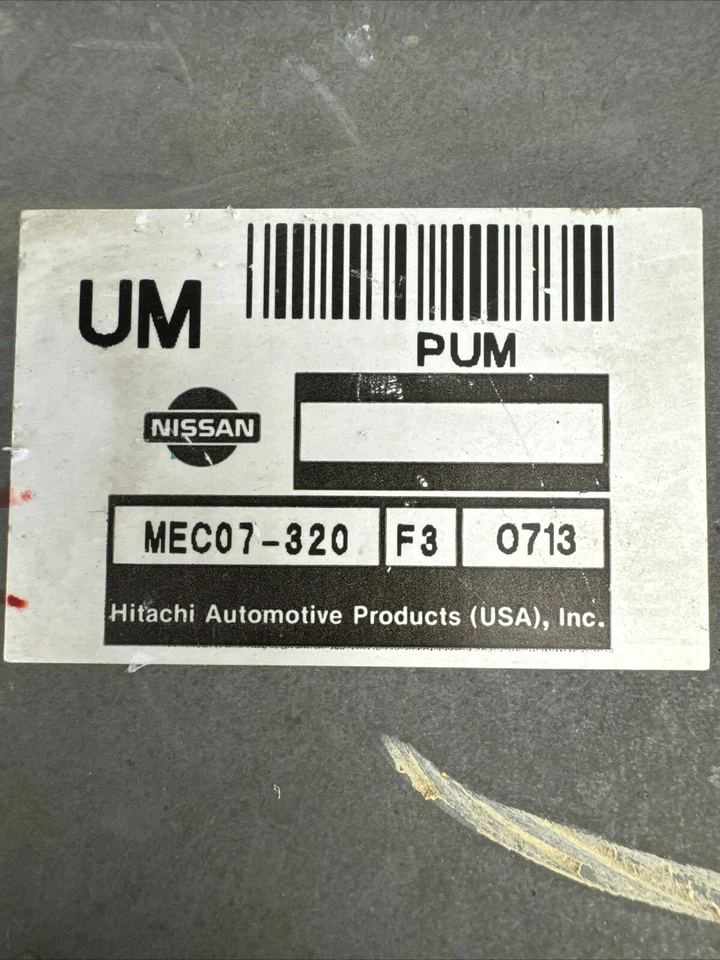 UM
PUM
NISSAN
MEC07-320 F3 0713
Hitachi Automotive Products (USA), Inc.